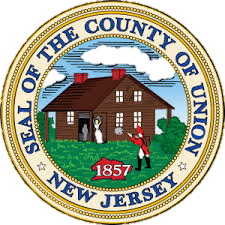 SEAL OF THE COUNTY OF UNION
NEW JERSEY
1857